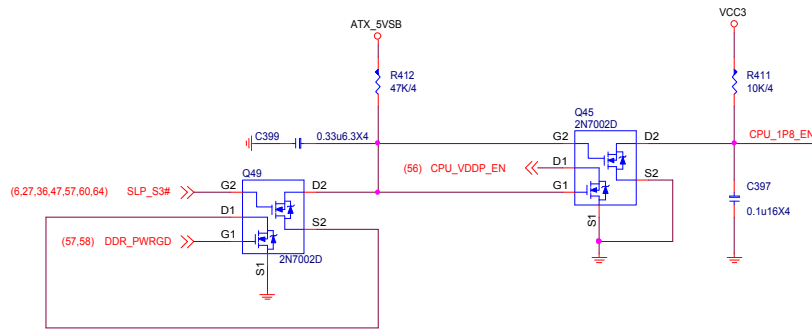 ATX_5VSB
VCC3
R412
47K/4
R411
10K/4
C399
0.33u6.3X4
Q45
2N7002D
G2
D2
CPU_1P8_EN
(56) CPU_VDDP_EN
D1
S2
G1
S1
C397
0.1u16X4
Q49
(6,27,36,47,57,60,64) SLP_S3#
G2
D2
D1
S2
(57,58) DDR_PWRGD
G1
S1
2N7002D